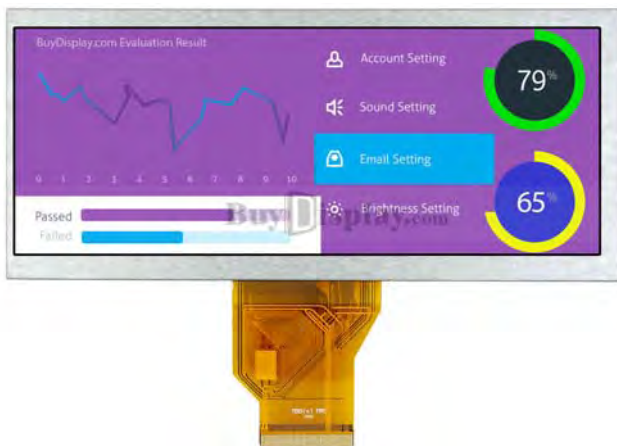 BuyDisplay.com Evaluation Result
Account Setting
79%
Sound Setting
Email Setting
0 1 2 3 4 5 6 7 8 9 10
Passed
BuyDisplay.com
Brightness Setting
65%
Failed